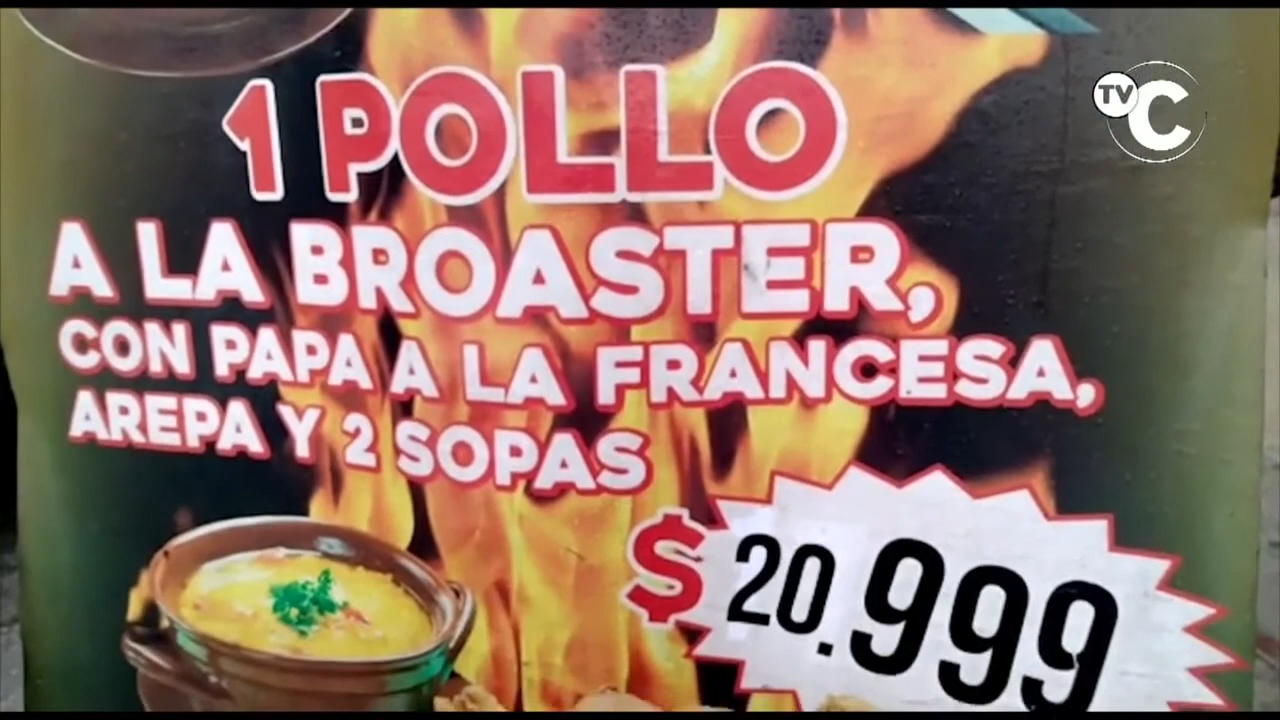 TV C
1 POLLO
A LA BROASTER,
CON PAPA A LA FRANCESA,
AREPA Y 2 SOPAS
$20.999